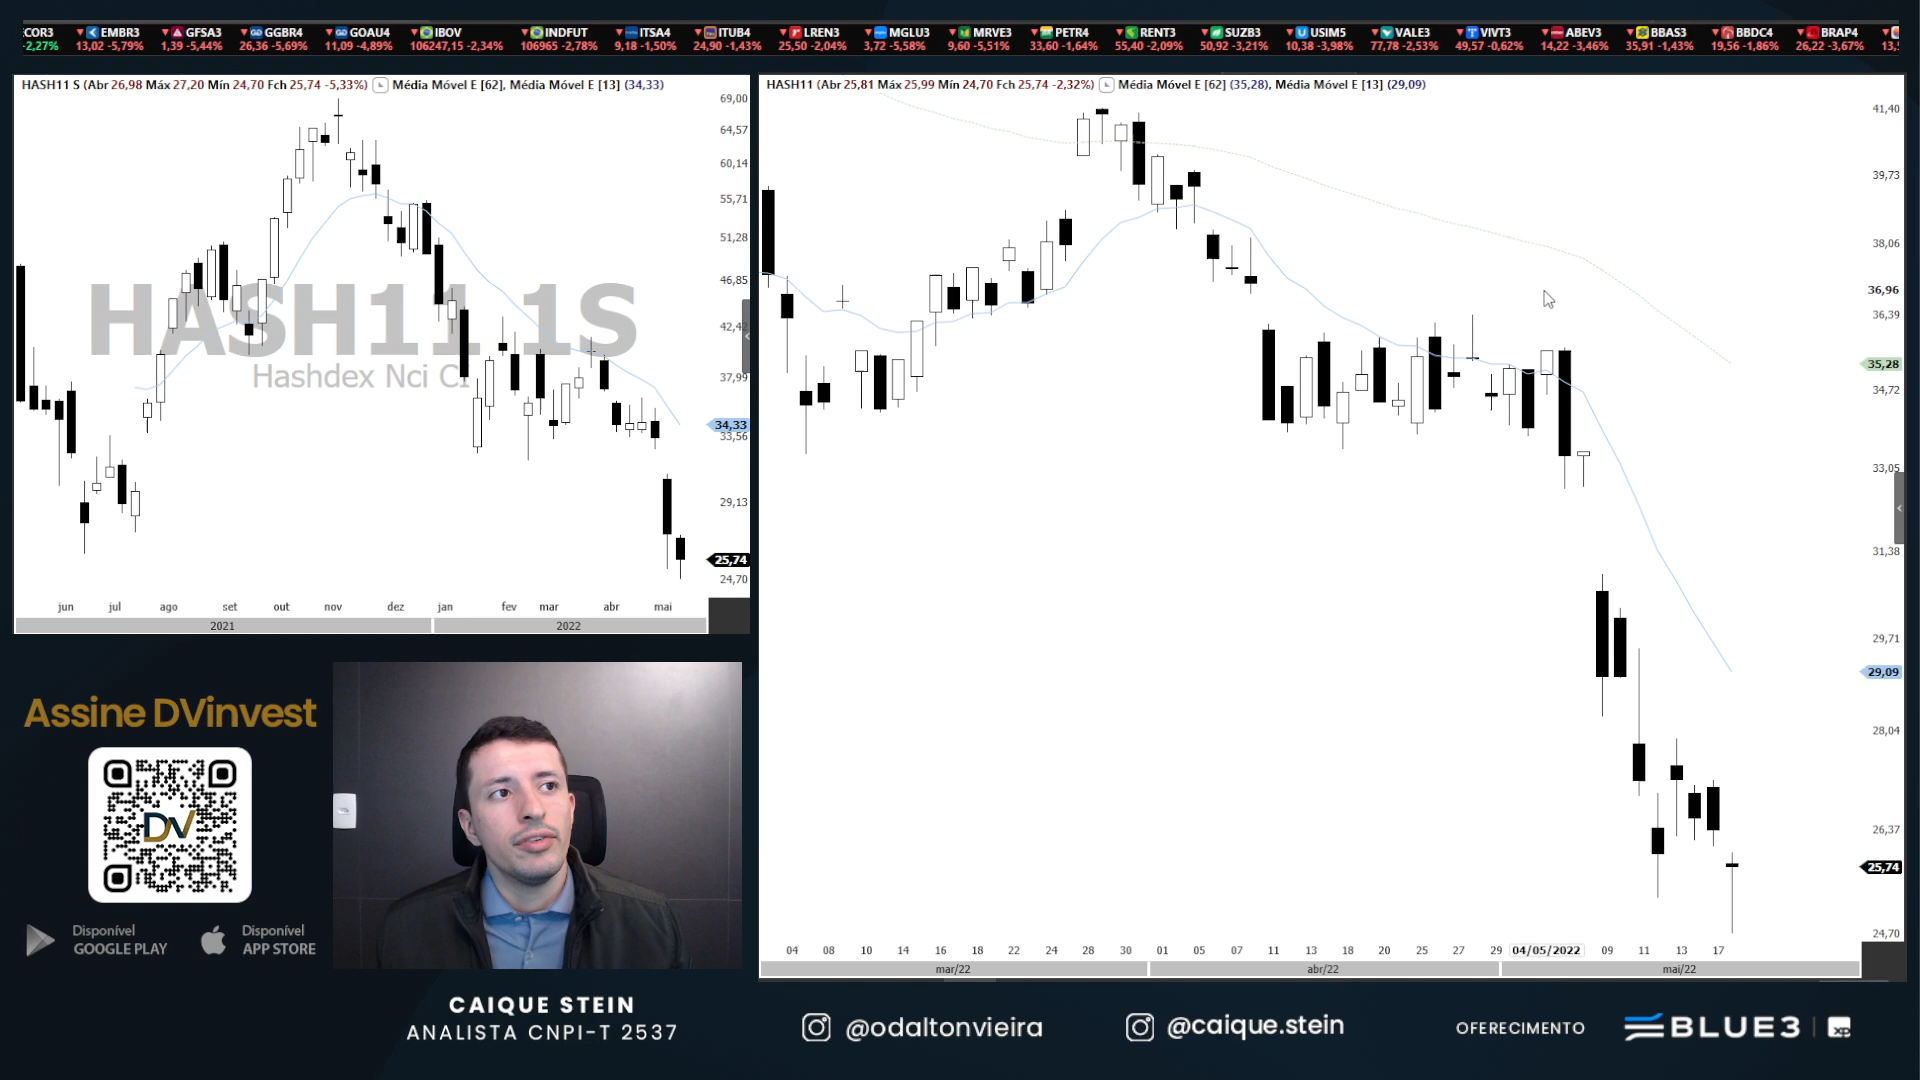 COR3 EMBR3 GFSA3 GGBR4 GOAU4 IBOV INDFUT ITSA4 ITUB4 LREN3 MGLU3 MRVE3 PETR4 RENT3 SUZB3 USIM5 VALE3 VIVT3 ABEV3 BBAS3 BBDC4 BRAP4
2,27% 13,02 -5,79% 1,39 -5,44% 26,36 -5,69% 11,09 -4,89% 106247,15 -2,34% 106965 -2,78% 9,18 -1,50% 24,90 -1,43% 25,50 -2,04% 3,72 -5,58% 9,60 -5,51% 33,60 -1,64% 55,40 -2,09% 50,92 -3,21% 10,38 -3,98% 77,78 -2,53% 49,57 -0,62% 14,22 -3,46% 35,91 -1,43% 19,56 -1,86% 26,22 -3,67% 13,
HASH11 S (Abr 26,98 Máx 27,20 Mín 24,70 Fch 25,74 -5,33%) Média Móvel E [62], Média Móvel E [13] (34,33)
69,00
64,57
60,14
55,71
51,28
46,85
42,42
37,99
34,33
33,56
29,13
25,74
24,70
HASH11 1S
Hashdex Nci C
jun jul ago set out nov dez jan fev mar abr mai
2021 2022
HASH11 (Abr 25,81 Máx 25,99 Mín 24,70 Fch 25,74 -2,32%) Média Móvel E [62] (35,28), Média Móvel E [13] (29,09)
41,40
39,73
38,06
36,96
36,39
35,28
34,72
33,05
31,38
29,71
29,09
28,04
26,37
25,74
24,70
04 08 10 14 16 18 22 24 28 30 01 05 07 11 13 18 20 25 27 29 04/05/2022 09 11 13 17
mar/22 abr/22 mai/22
Assine DVinvest
DV
Disponível
GOOGLE PLAY
Disponível
APP STORE
CAIQUE STEIN
ANALISTA CNPI-T 2537
@odaltonvieira
@caique.stein
OFERECIMENTO
BLUE3
xp